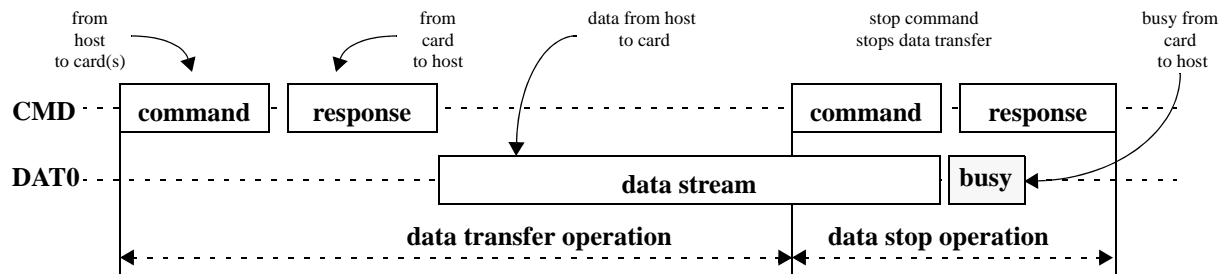 from
host
to card(s)
from
card
to host
data from host
to card
stop command
stops data transfer
busy from
card
to host
CMD
command
response
command
response
DAT0
data stream
busy
data transfer operation
data stop operation